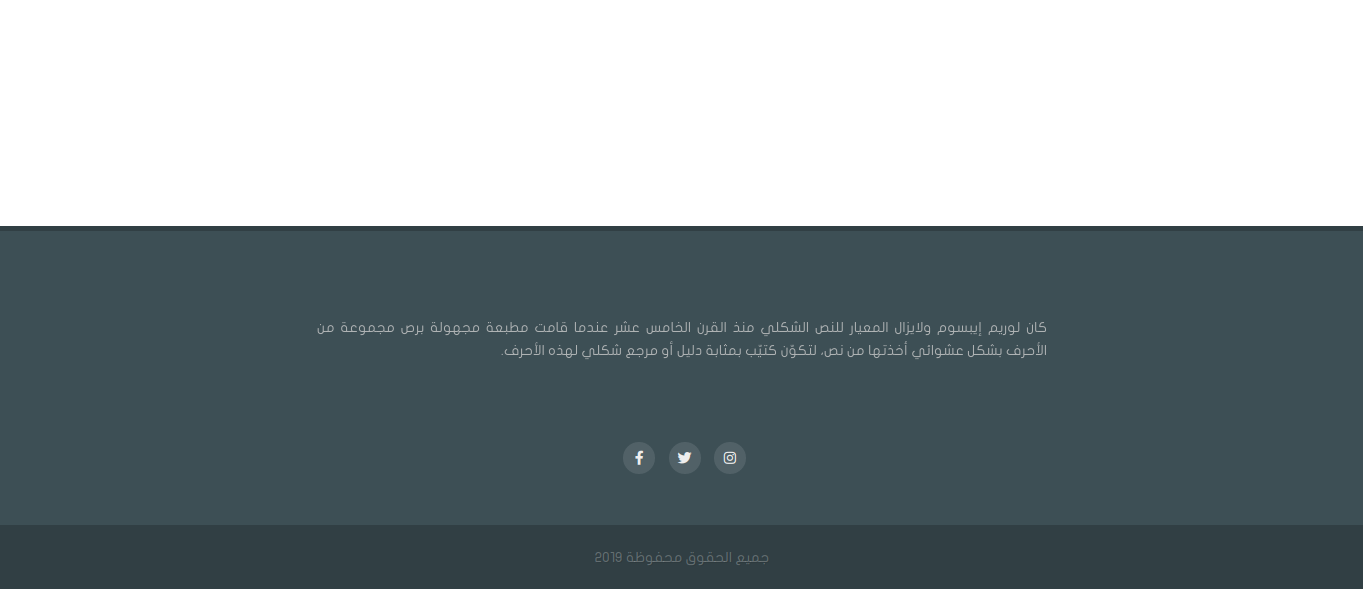 كان لوريم إيبسوم ولايزال المعيار للنص الشكلي منذ القرن الخامس عشر عندما قامت مطبعة مجهولة برص مجموعة من
الأحرف بشكل عشوائي أخذتها من نص، لتكوّن كتيّب بمثابة دليل أو مرجع شكلي لهذه الأحرف.
جميع الحقوق محفوظة 2019